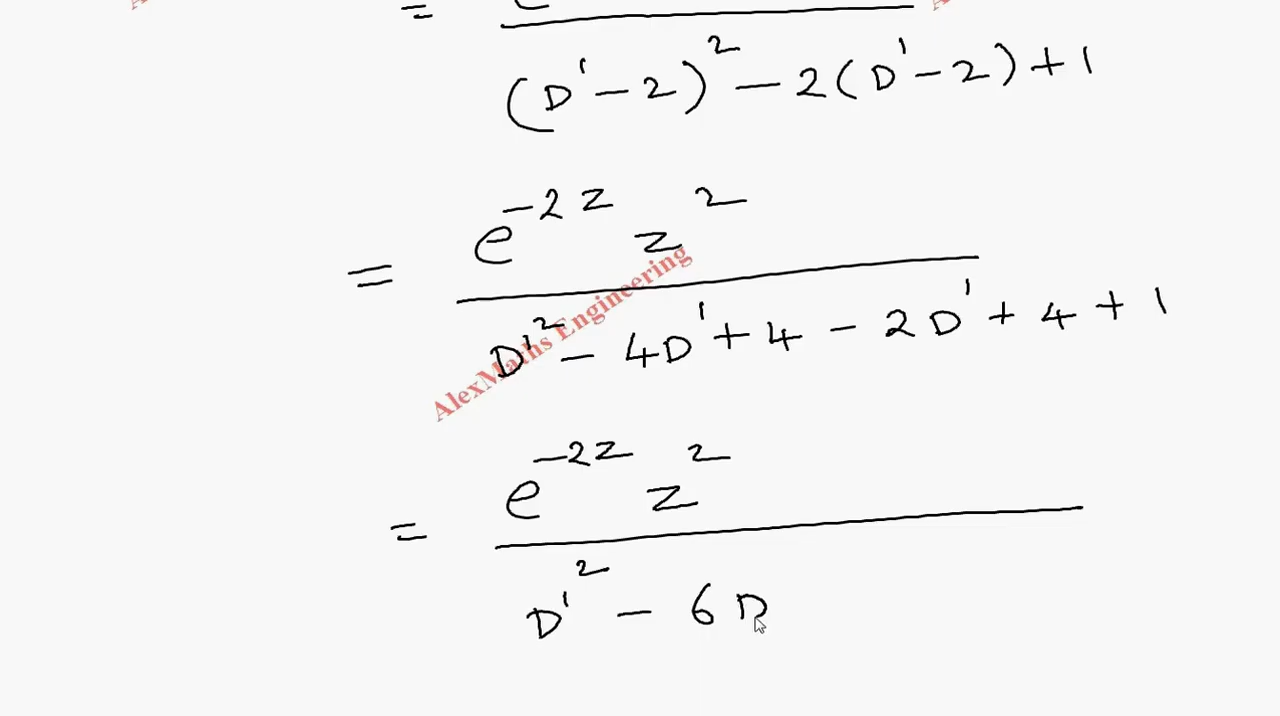 =
(D' - 2)² - 2(D' - 2) + 1
= e^{-2z} z²
D'² - 4D' + 4 - 2D' + 4 + 1
AlexMaths Engineering
= e^{-2z} z²
D'² - 6D